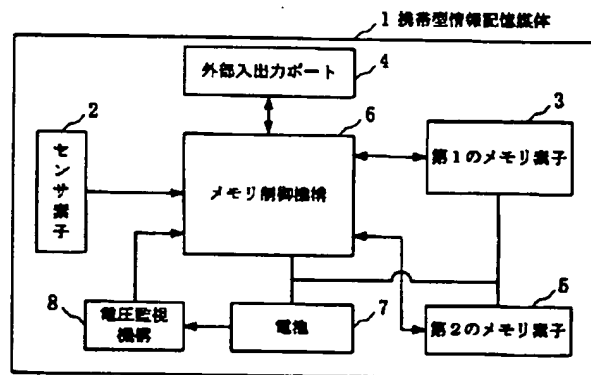 1 携帯型情報記憶媒体
外部入出力ポート
4
2
センサ素子
6
メモリ制御機構
3
第1のメモリ素子
8
電圧監視
機構
電池
7
5
第2のメモリ素子